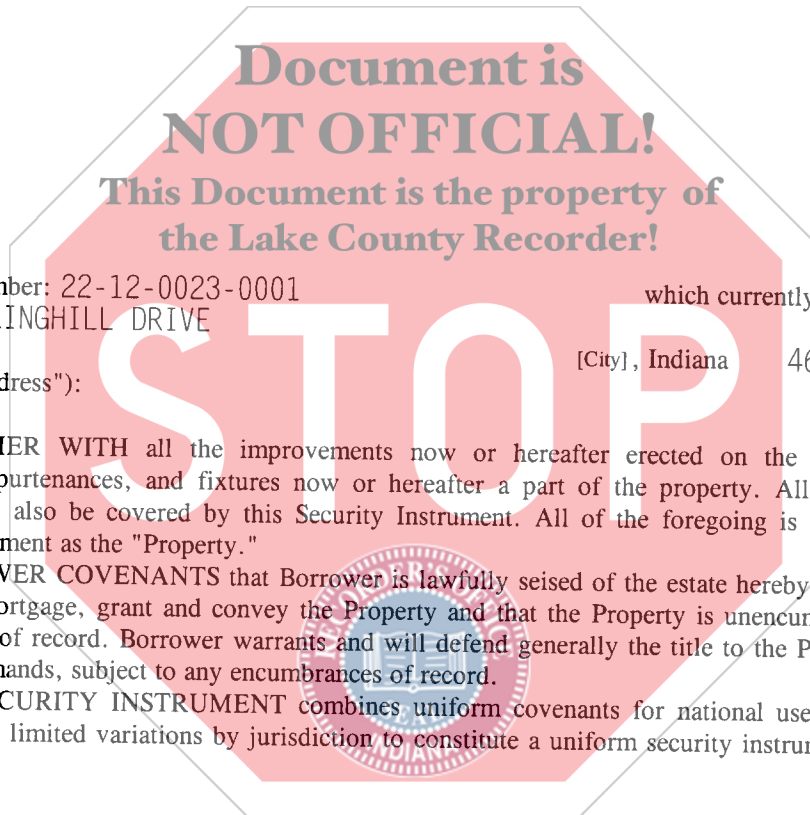 Document is
NOT OFFICIAL!
This Document is the property of
the Lake County Recorder!
nber: 22-12-0023-0001 which currently
INGHILL DRIVE
[City], Indiana 46
dress"):
IER WITH all the improvements now or hereafter erected on the
purtenances, and fixtures now or hereafter a part of the property. All
also be covered by this Security Instrument. All of the foregoing is
ment as the "Property."
WER COVENANTS that Borrower is lawfully seised of the estate hereby
ortgage, grant and convey the Property and that the Property is unencun
of record. Borrower warrants and will defend generally the title to the P
nands, subject to any encumbrances of record.
CURITY INSTRUMENT combines uniform covenants for national use
limited variations by jurisdiction to constitute a uniform security instrum
STOP
SEAL
INDIANA